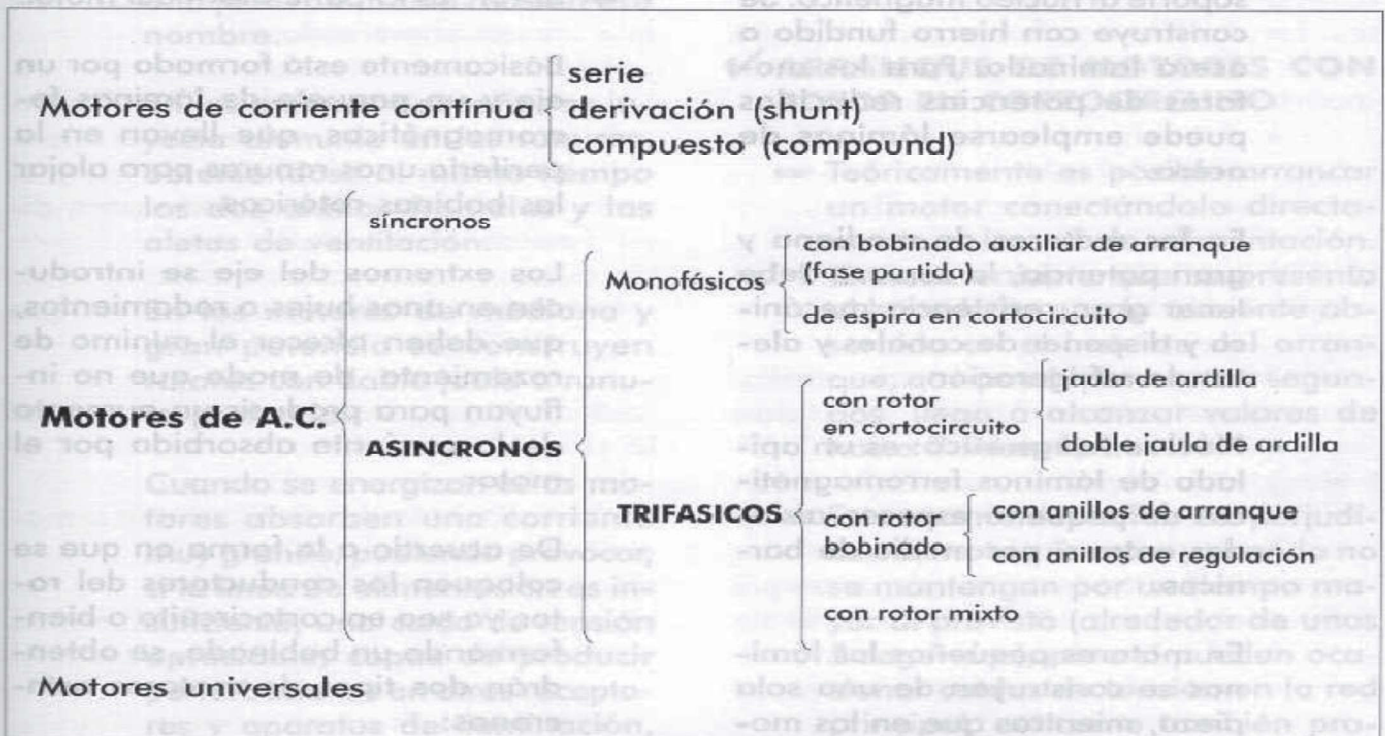 Motores de corriente continua
serie
derivación (shunt)
compuesto (compound)
Motores de A.C.
síncronos
ASINCRONOS
Monofásicos
con bobinado auxiliar de arranque
(fase partida)
de espira en cortocircuito
TRIFASICOS
con rotor
en cortocircuito
jaúla de ardilla
doble jaula de ardilla
con rotor
bobinado
con anillos de arranque
con anillos de regulación
con rotor mixto
Motores universales